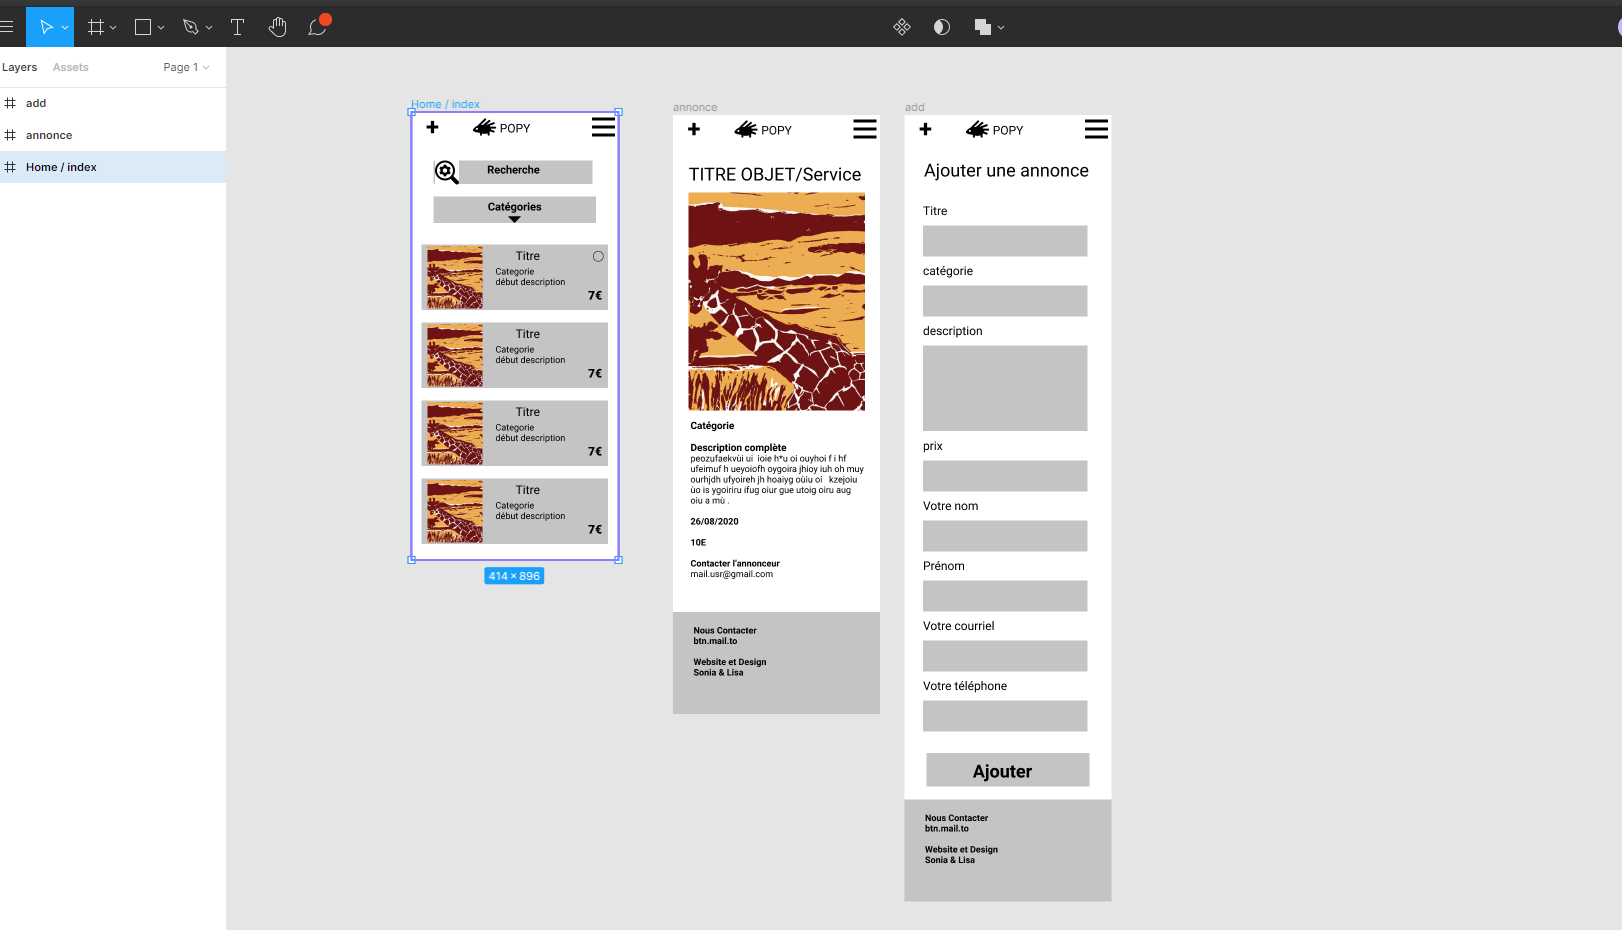 Layers
Assets
Page 1
add
annonce
Home / index
Home / index
POPY
Recherche
Catégories
Titre
Categorie
début description
7€
Titre
Categorie
début description
7€
Titre
Categorie
début description
7€
Titre
Categorie
début description
7€
414 × 896
annonce
POPY
TITRE OBJET/Service
Catégorie
Description complète
peozufaekvùi ui ioie h*u oi ouyhoi f i hf
ufeimuf h ueyoiofh oygoira jhioy iuh oh muy
ourhjdh ufyoireh jh hoaiyg oùiu oi kzejoiu
ùo is ygoiriru ifug oiur gue utoig oiru aug
oiu a mù .
26/08/2020
10E
Contacter l'annonceur
mail.usr@gmail.com
Nous Contacter
btn.mail.to
Website et Design
Sonia & Lisa
add
POPY
Ajouter une annonce
Titre
catégorie
description
prix
Votre nom
Prénom
Votre courriel
Votre téléphone
Ajouter
Nous Contacter
btn.mail.to
Website et Design
Sonia & Lisa